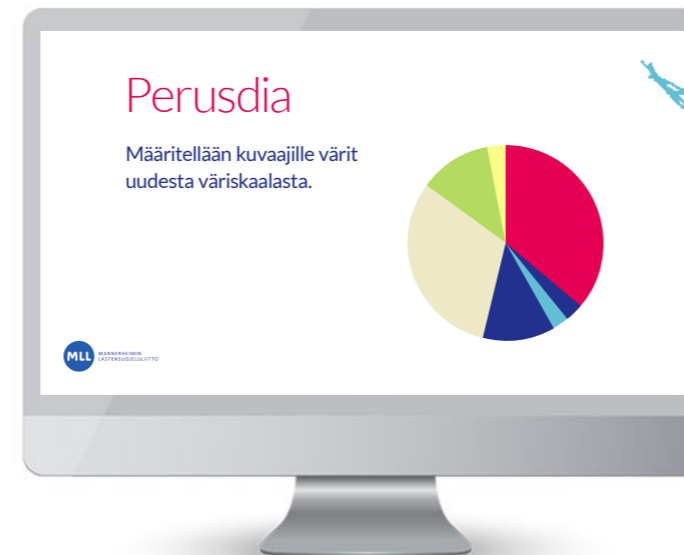 Perusdia
Määritellään kuvaajille värit
uudesta väriskaalasta.
MLL
MANNERHEIMIN
LASTENSUOJELULIITTO